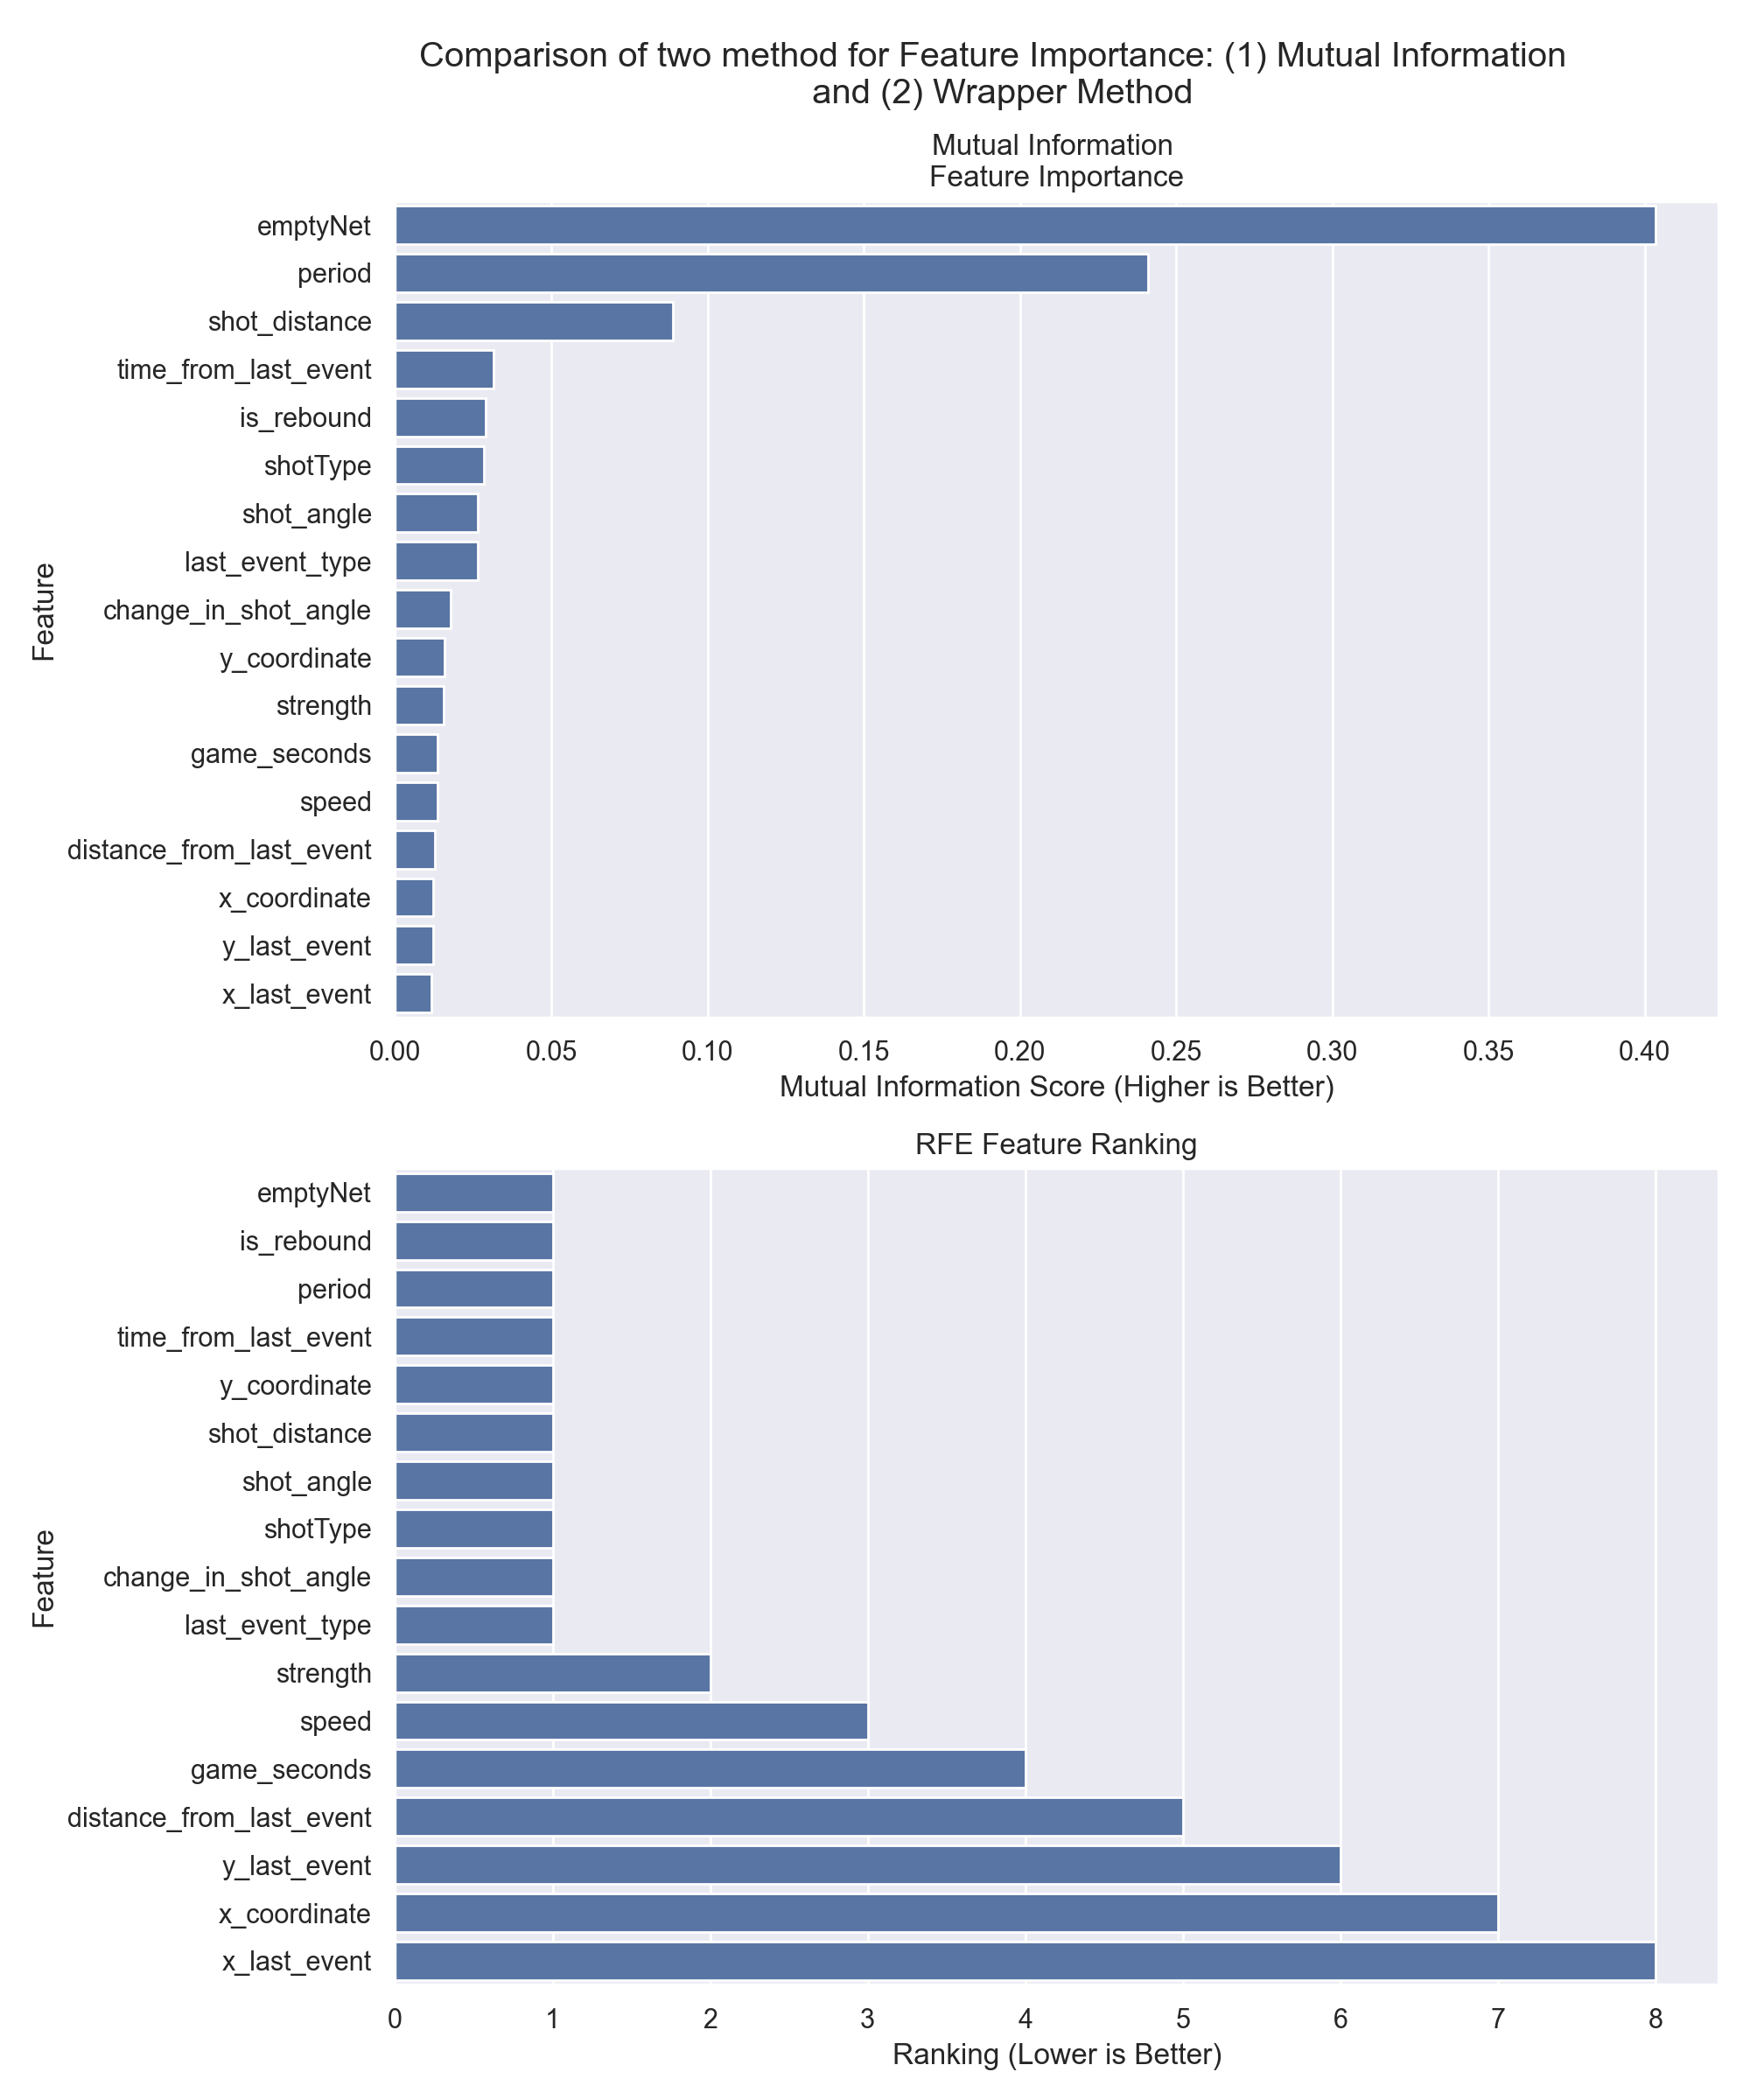 Comparison of two method for Feature Importance: (1) Mutual Information
and (2) Wrapper Method
Mutual Information
Feature Importance
Feature
emptyNet
period
shot_distance
time_from_last_event
is_rebound
shotType
shot_angle
last_event_type
change_in_shot_angle
y_coordinate
strength
game_seconds
speed
distance_from_last_event
x_coordinate
y_last_event
x_last_event
0.00 0.05 0.10 0.15 0.20 0.25 0.30 0.35 0.40
Mutual Information Score (Higher is Better)
RFE Feature Ranking
Feature
emptyNet
is_rebound
period
time_from_last_event
y_coordinate
shot_distance
shot_angle
shotType
change_in_shot_angle
last_event_type
strength
speed
game_seconds
distance_from_last_event
y_last_event
x_coordinate
x_last_event
0 1 2 3 4 5 6 7 8
Ranking (Lower is Better)